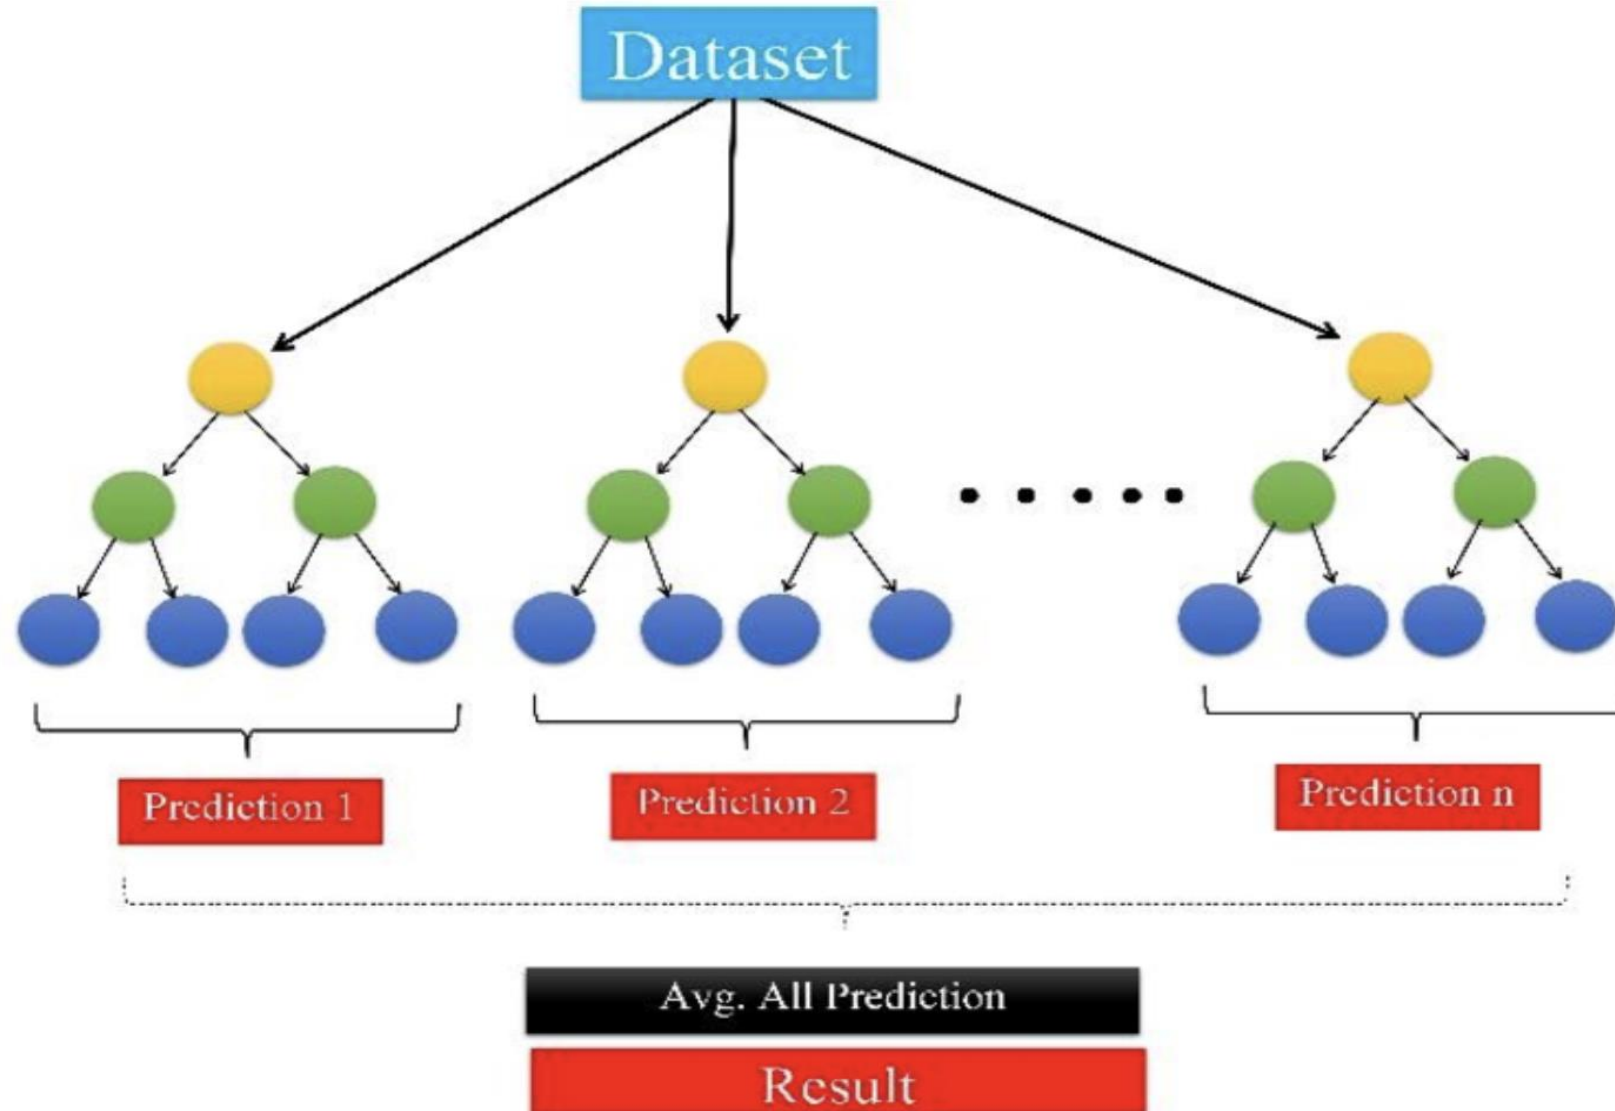 Dataset
Prediction 1
Prediction 2
Prediction n
Avg. All Prediction
Result